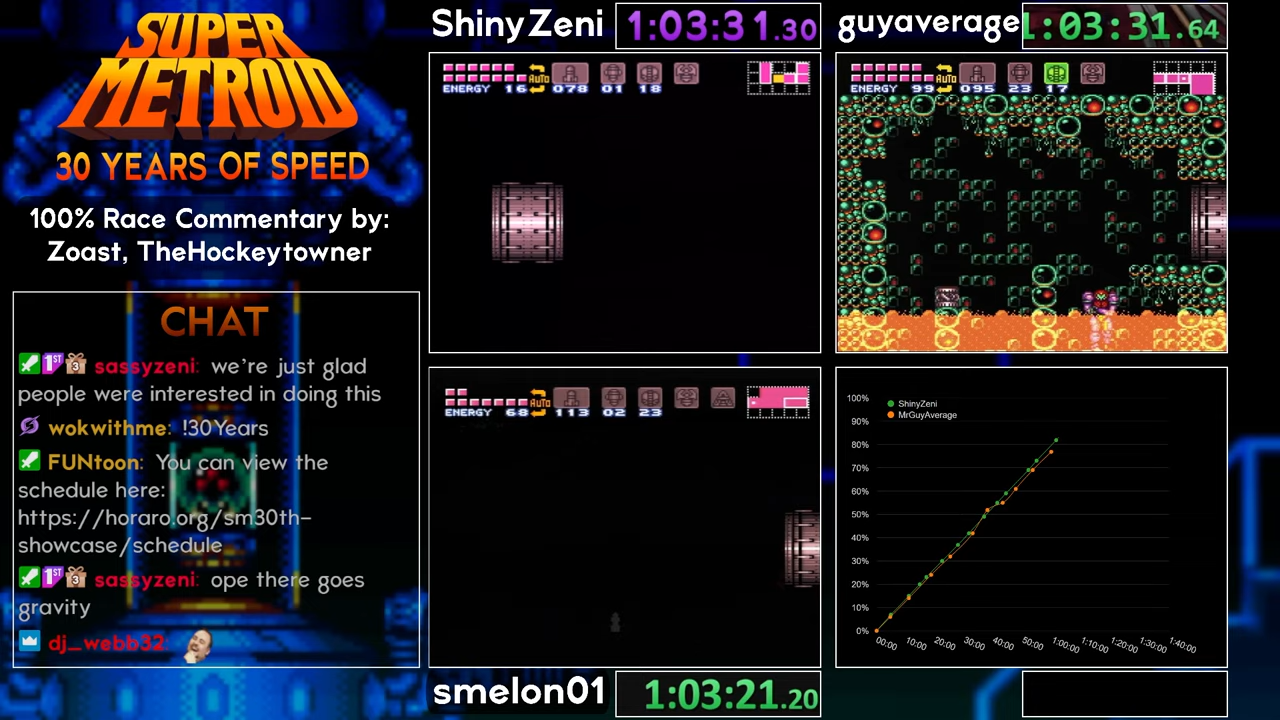 SUPER
METROID
30 YEARS OF SPEED
100% Race Commentary by:
Zoast, TheHockeytowner
CHAT
sassyzeni: we're just glad
people were interested in doing this
wokwithme: !30Years
FUNtoon: You can view the
schedule here:
https://horaro.org/sm30th-
showcase/schedule
sassyzeni: ope there goes
gravity
dj_webb32:
ShinyZeni
1:03:31.30
AUTO
ENERGY 16 078 01 18
guyaverage
1:03:31.64
AUTO
ENERGY 99 095 23 17
AUTO
ENERGY 68 113 02 23
smelon01
1:03:21.20
ShinyZeni
MrGuyAverage
100%
90%
80%
70%
60%
50%
40%
30%
20%
10%
0%
00:00 10:00 20:00 30:00 40:00 50:00 1:00:00 1:10:00 1:20:00 1:30:00 1:40:00